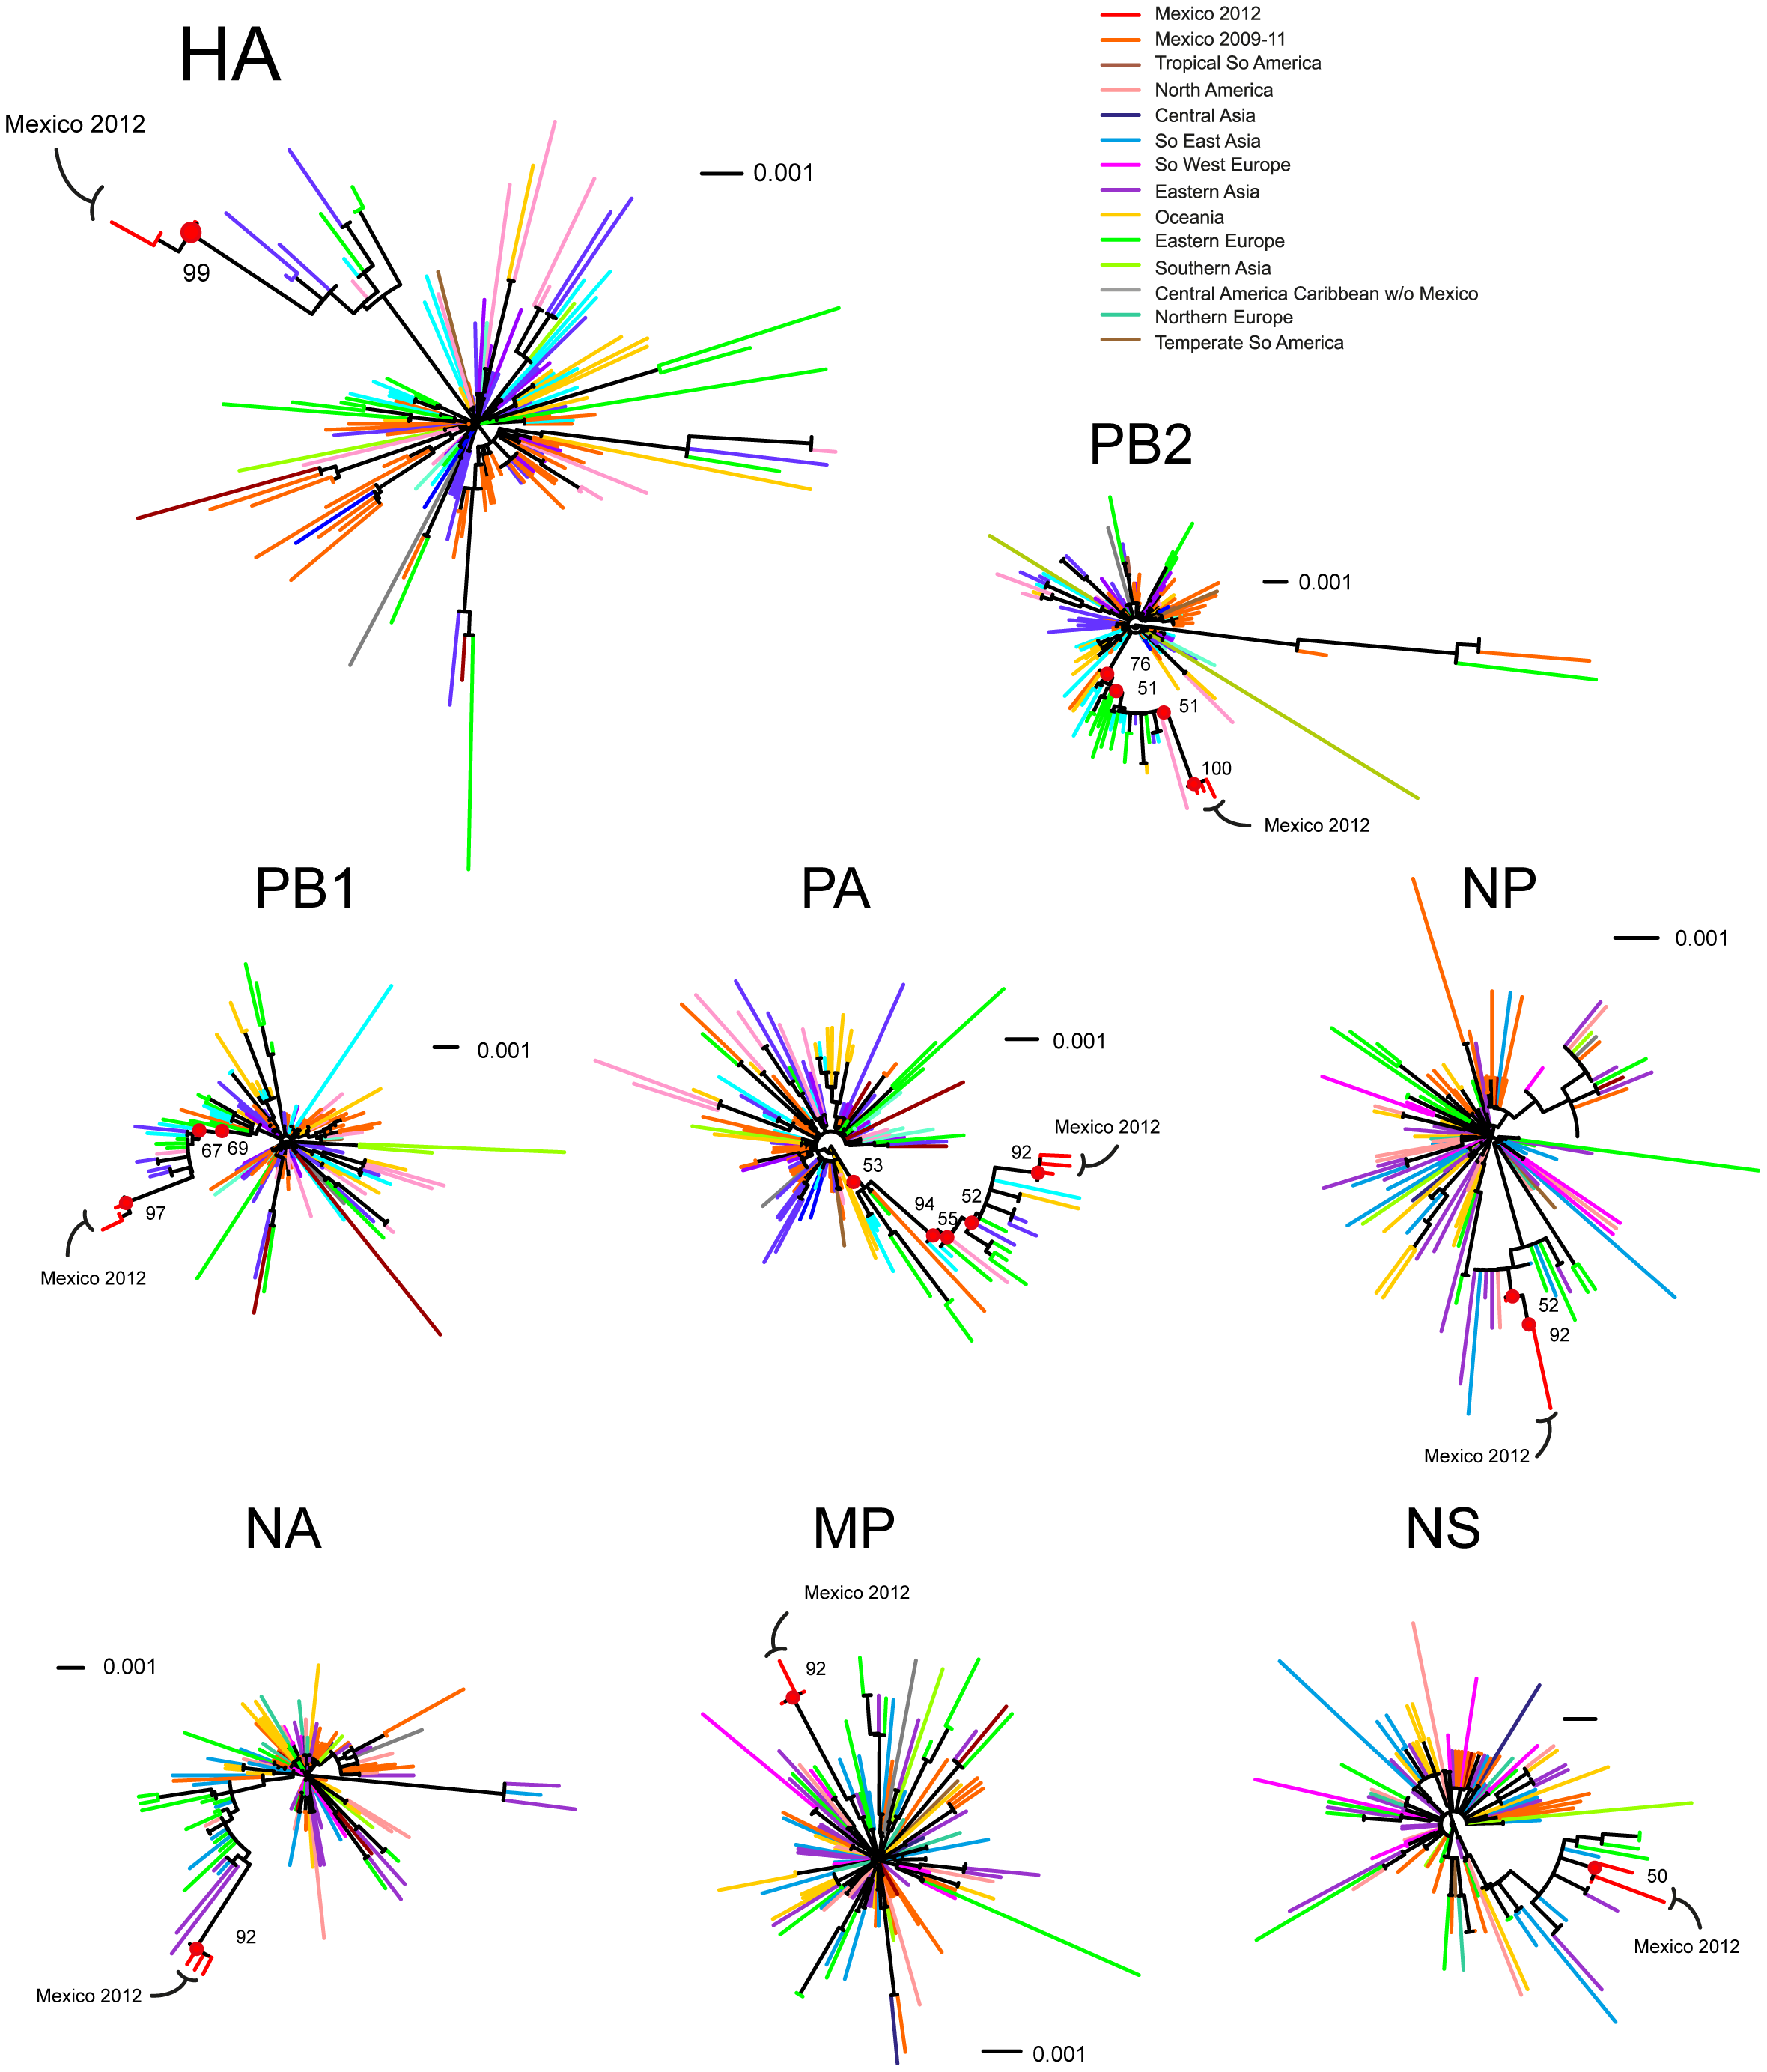 HA
Mexico 2012
99
0.001
Mexico 2012
Mexico 2009-11
Tropical So America
North America
Central Asia
So East Asia
So West Europe
Eastern Asia
Oceania
Eastern Europe
Southern Asia
Central America Caribbean w/o Mexico
Northern Europe
Temperate So America
PB2
0.001
76
51
51
100
Mexico 2012
PB1
0.001
67 69
97
Mexico 2012
PA
0.001
53
94
55
52
92
Mexico 2012
NP
0.001
52
92
Mexico 2012
NA
0.001
92
Mexico 2012
MP
Mexico 2012
92
0.001
NS
50
Mexico 2012